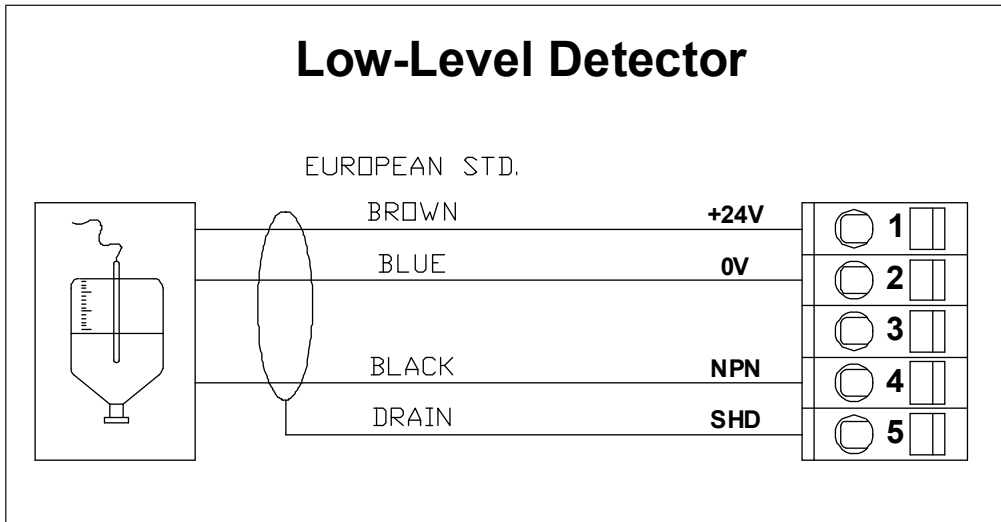 Low-Level Detector
EUROPEAN STD.
BROWN +24V 1
BLUE 0V 2
3
BLACK NPN 4
DRAIN SHD 5